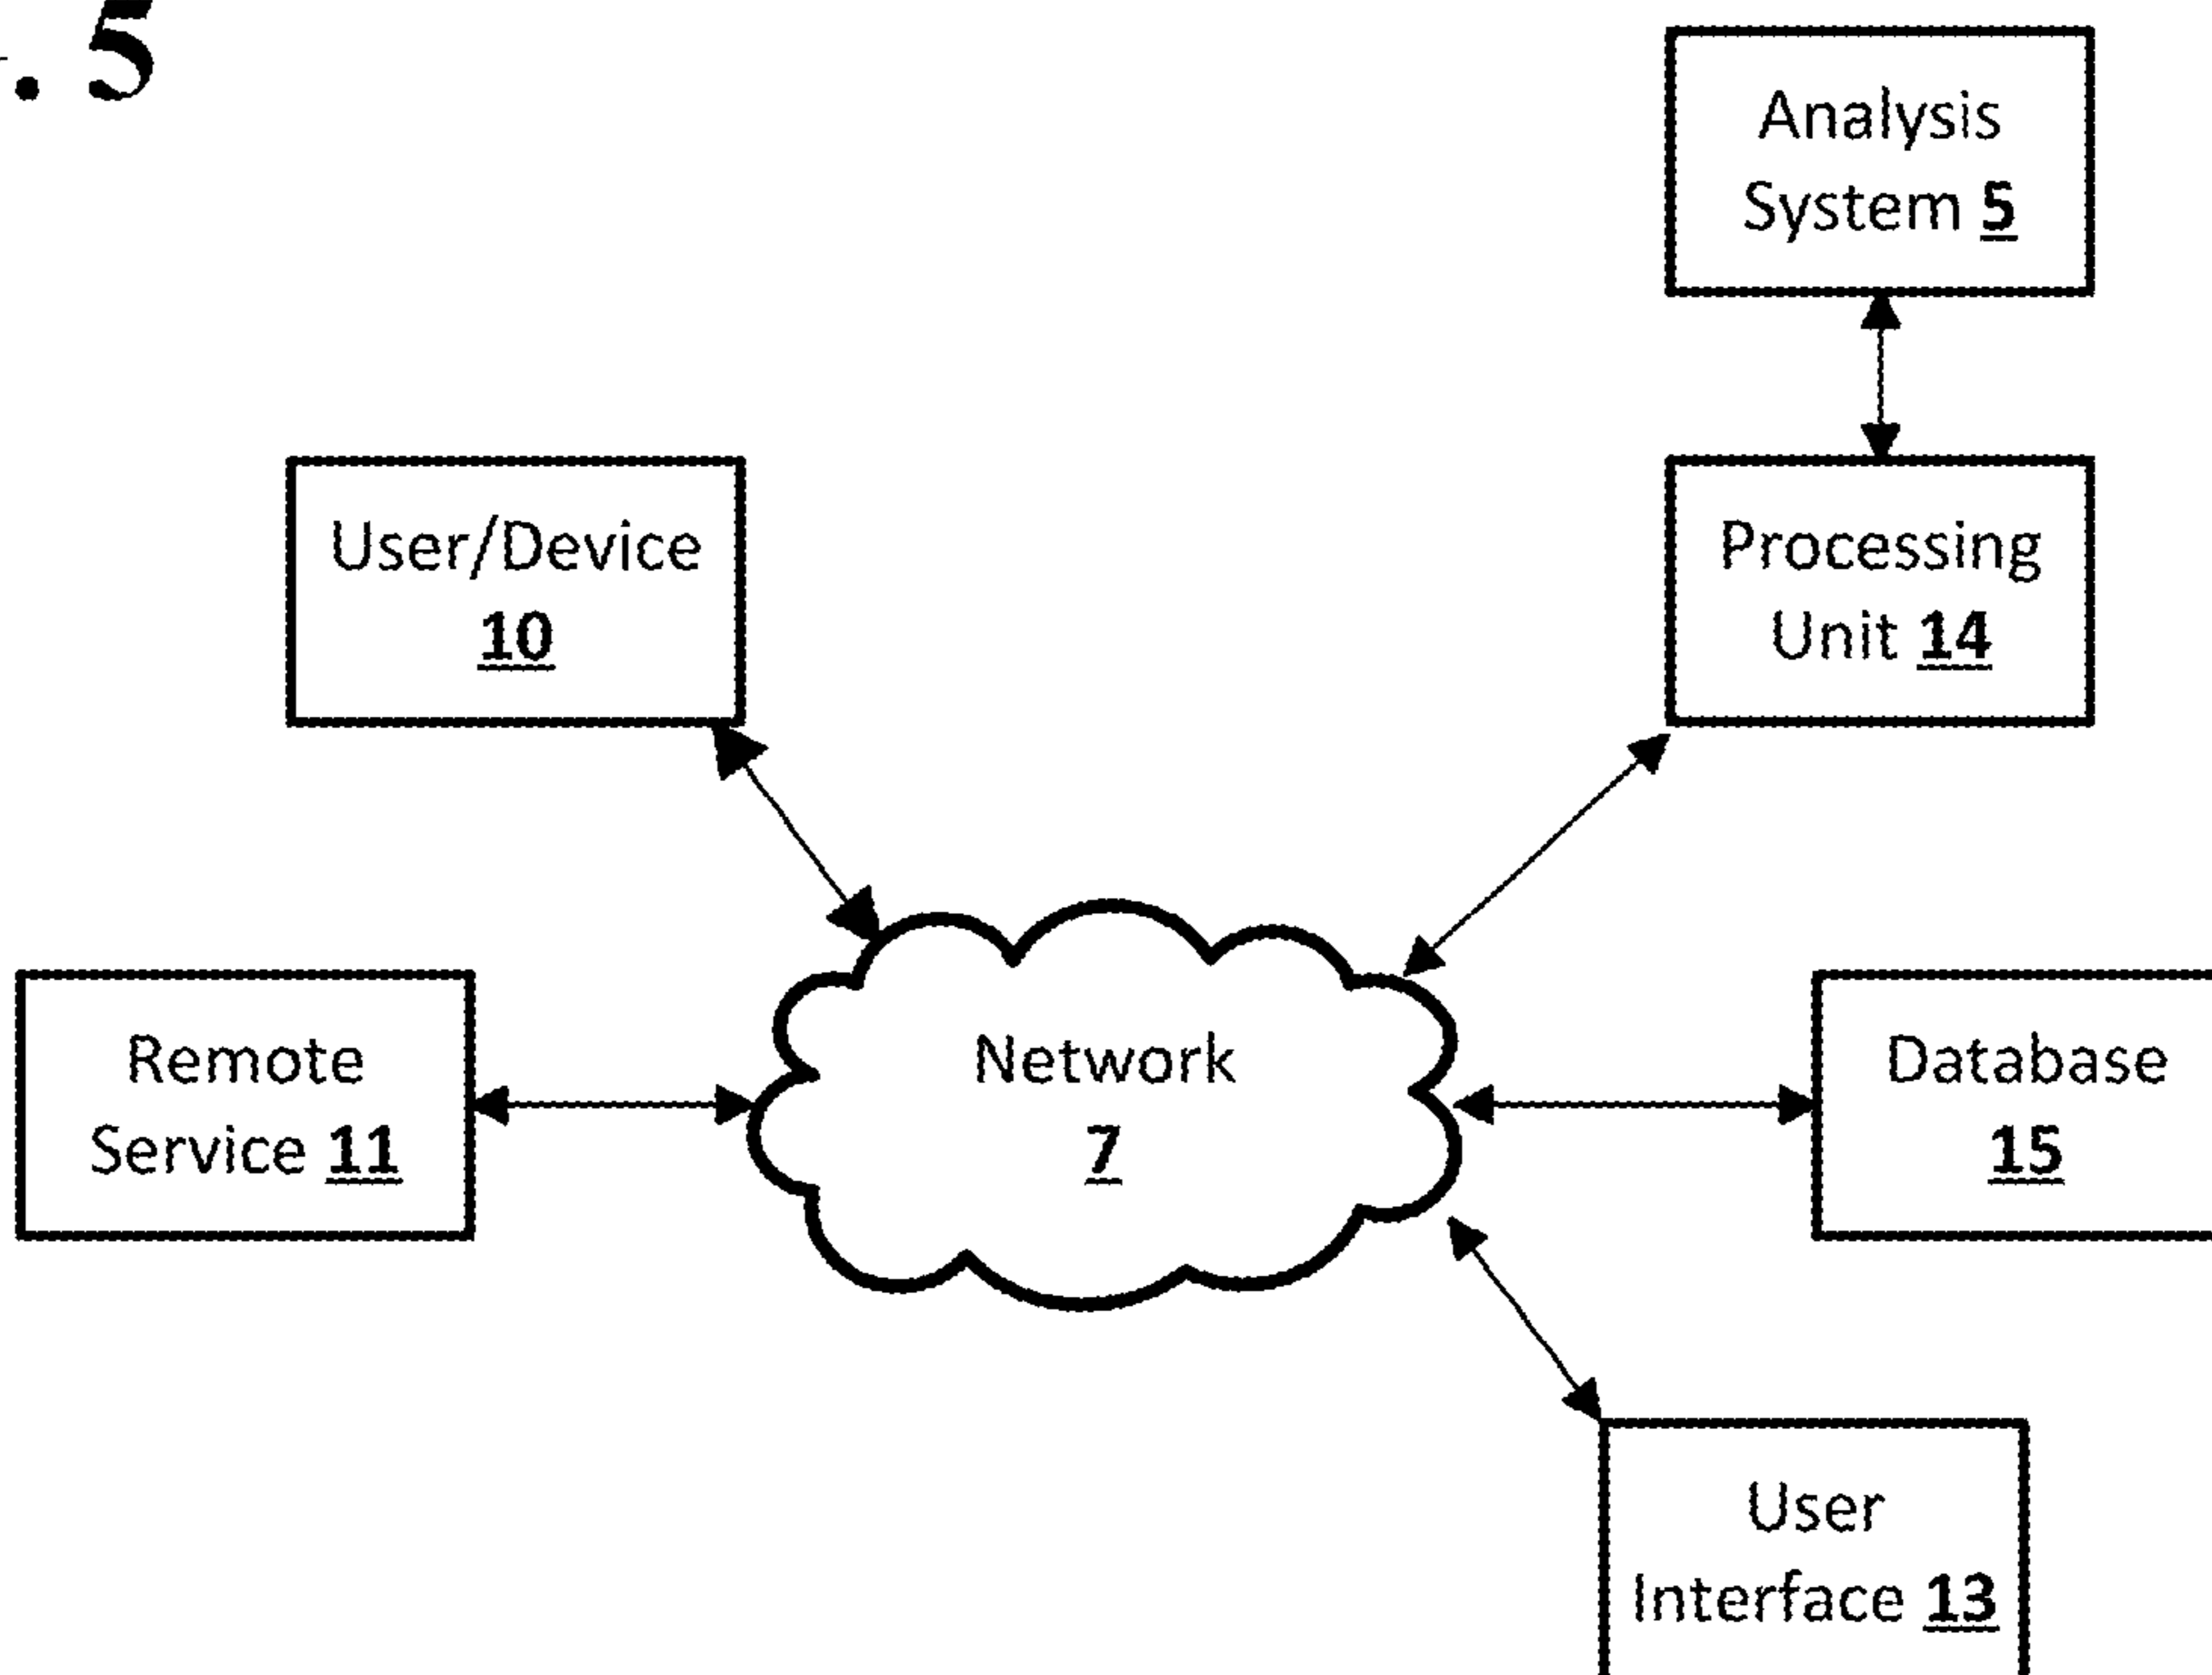 . 5
Analysis
System 5
User/Device
10
Processing
Unit 14
Remote
Service 11
Network
7
Database
15
User
Interface 13